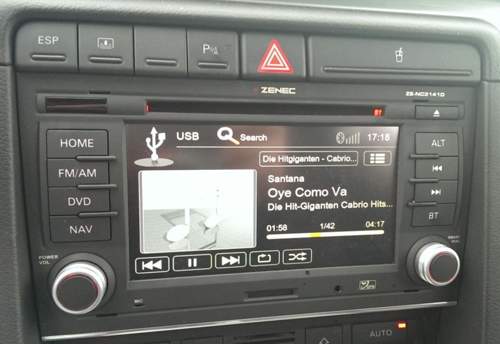 ESP
P
ZENEC
ZE-NC2141D
HOME
FM/AM
DVD
NAV
POWER
VOL
USB
Search
17:18
Die Hitgiganten - Cabrio...
Santana
Oye Como Va
Die Hit-Giganten Cabrio Hits...
01:58
1/42
04:17
ALT
BT
AUTO